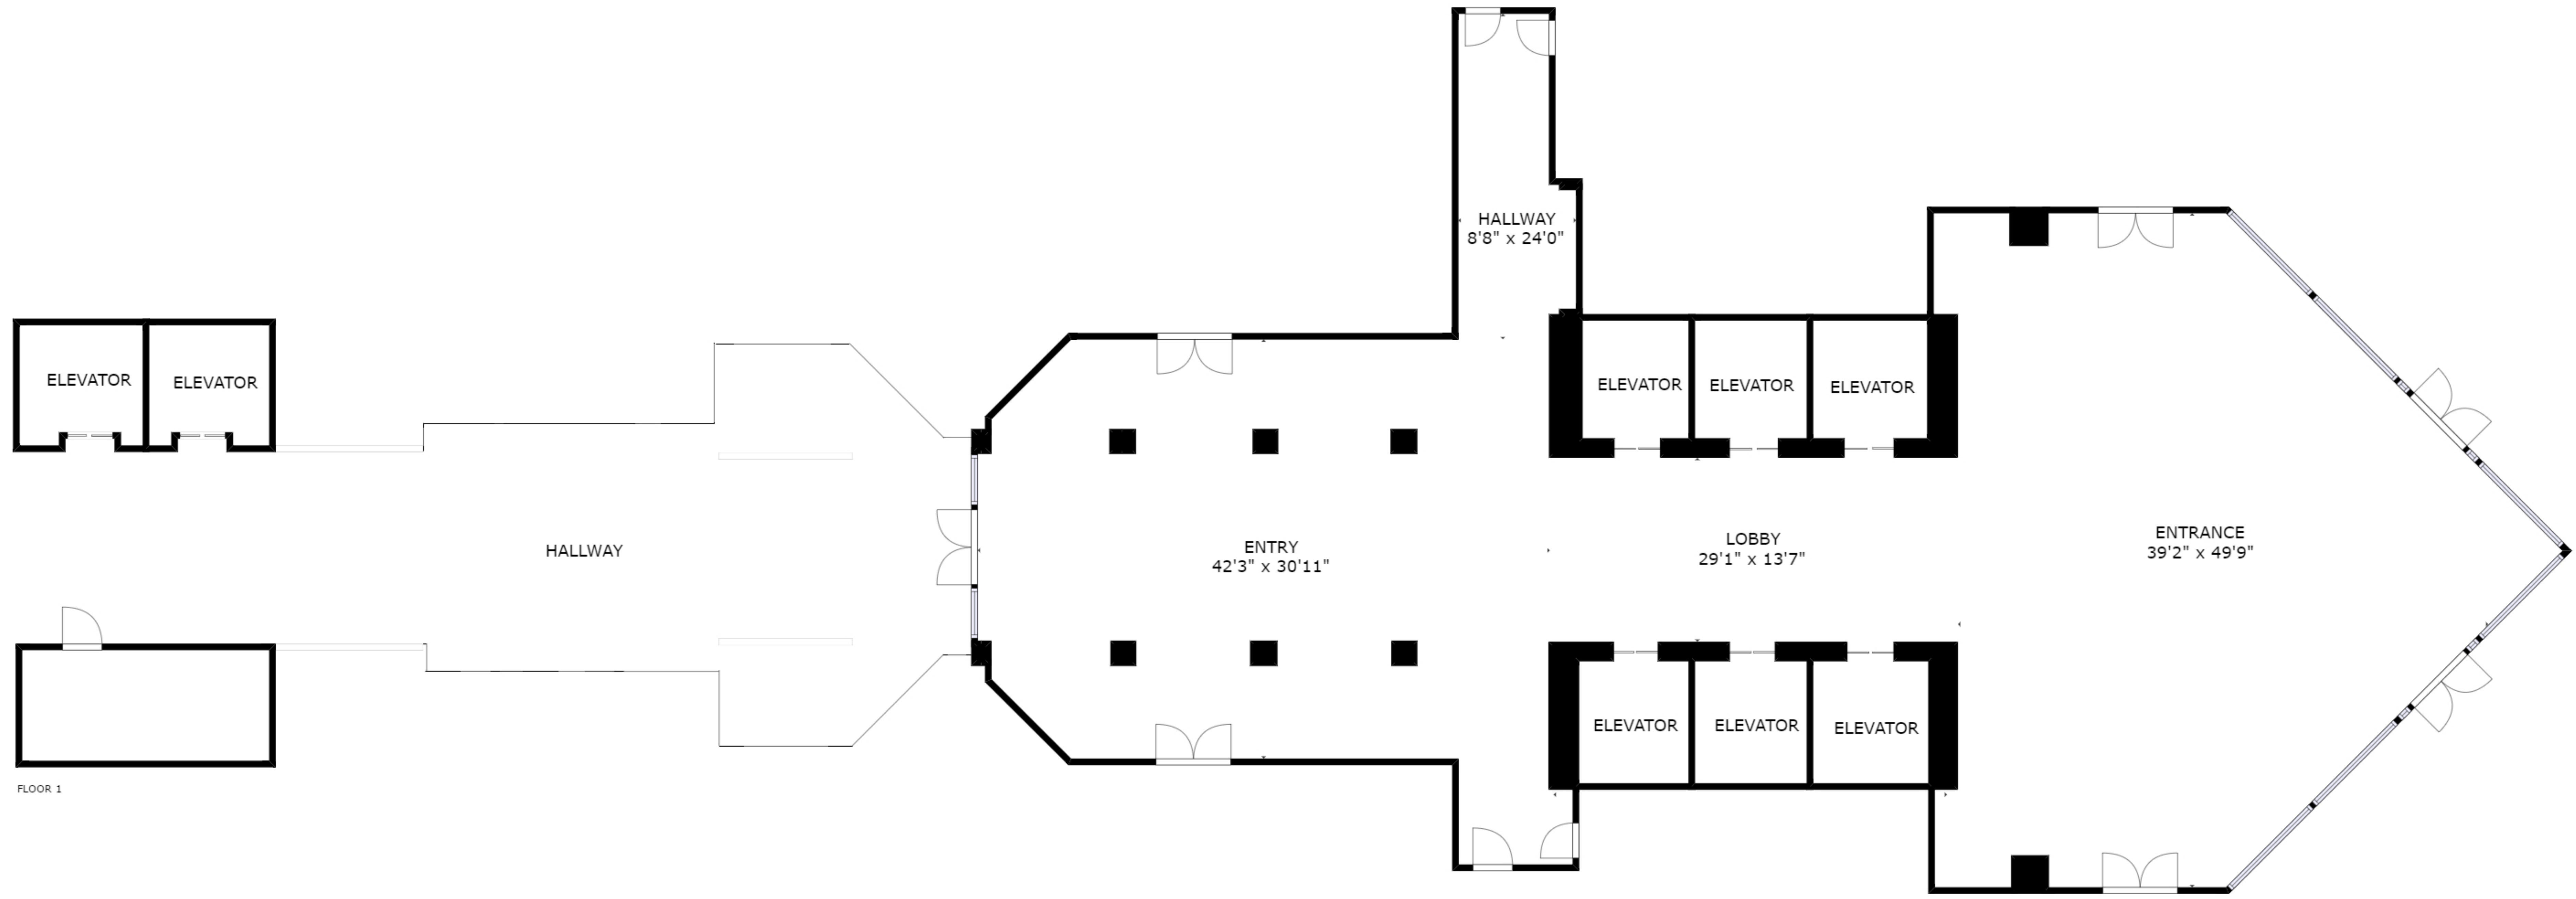 HALLWAY
8'8" x 24'0"
ELEVATOR
ELEVATOR
ELEVATOR
ELEVATOR
ELEVATOR
HALLWAY
ENTRY
42'3" x 30'11"
LOBBY
29'1" x 13'7"
ENTRANCE
39'2" x 49'9"
ELEVATOR
ELEVATOR
ELEVATOR
FLOOR 1